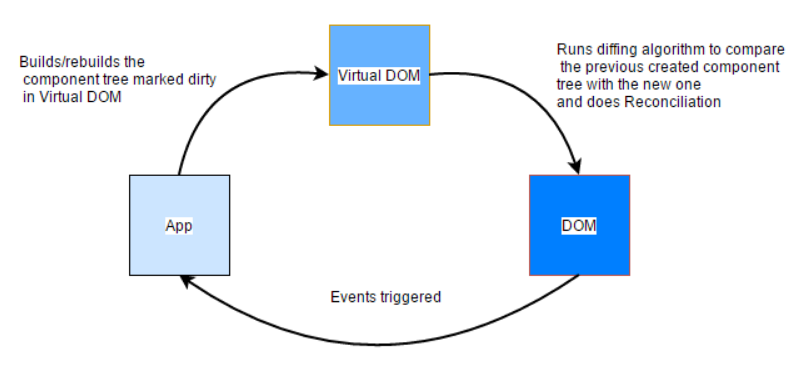 Builds/rebuilds the
component tree marked dirty
in Virtual DOM
Virtual DOM
Runs diffing algorithm to compare
the previous created component
tree with the new one
and does Reconciliation
App
DOM
Events triggered